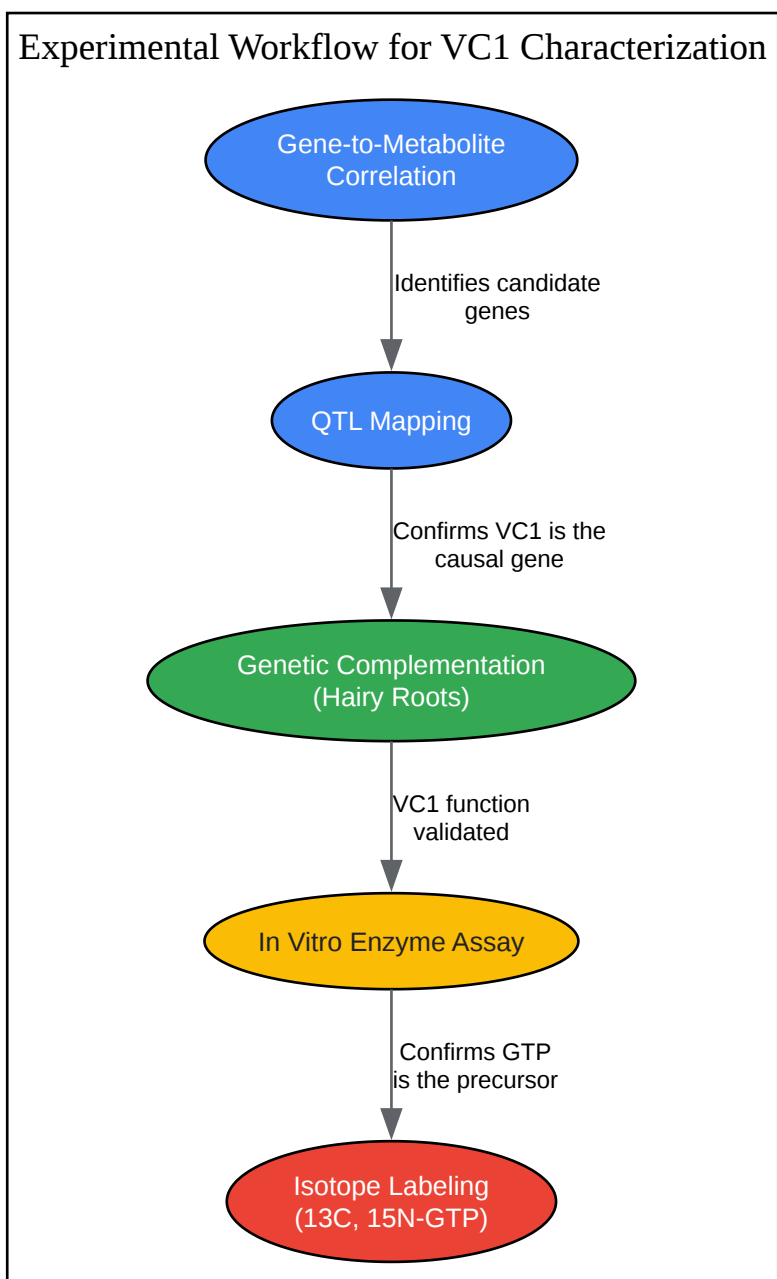 Experimental Workflow for VC1 Characterization
Gene-to-Metabolite
Correlation
Identifies candidate
genes
QTL Mapping
Confirms VC1 is the
causal gene
Genetic Complementation
(Hairy Roots)
VC1 function
validated
In Vitro Enzyme Assay
Confirms GTP
is the precursor
Isotope Labeling
(13C, 15N-GTP)